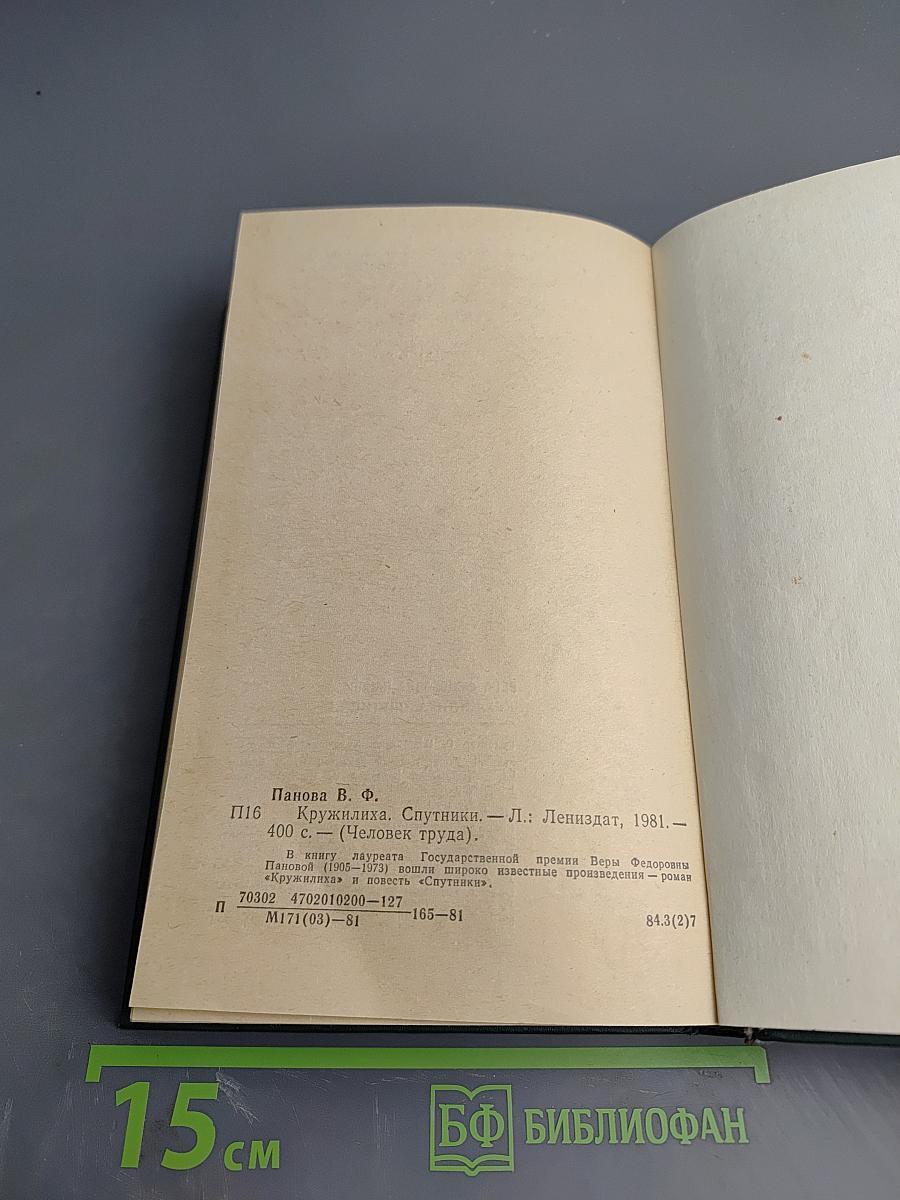 Панова В. Ф.
П16 Кружилиха. Спутники. — Л.: Лениздат, 1981. —
400 с. — (Человек труда).
В книгу лауреата Государственной премии Веры Федоровны
Пановой (1905—1973) вошли широко известные произведения — роман
«Кружилиха» и повесть «Спутники».
П 70302 4702010200—127
М171(03)—81
165—81
84.3(2)7
15 см
БФ БИБЛИОФАН